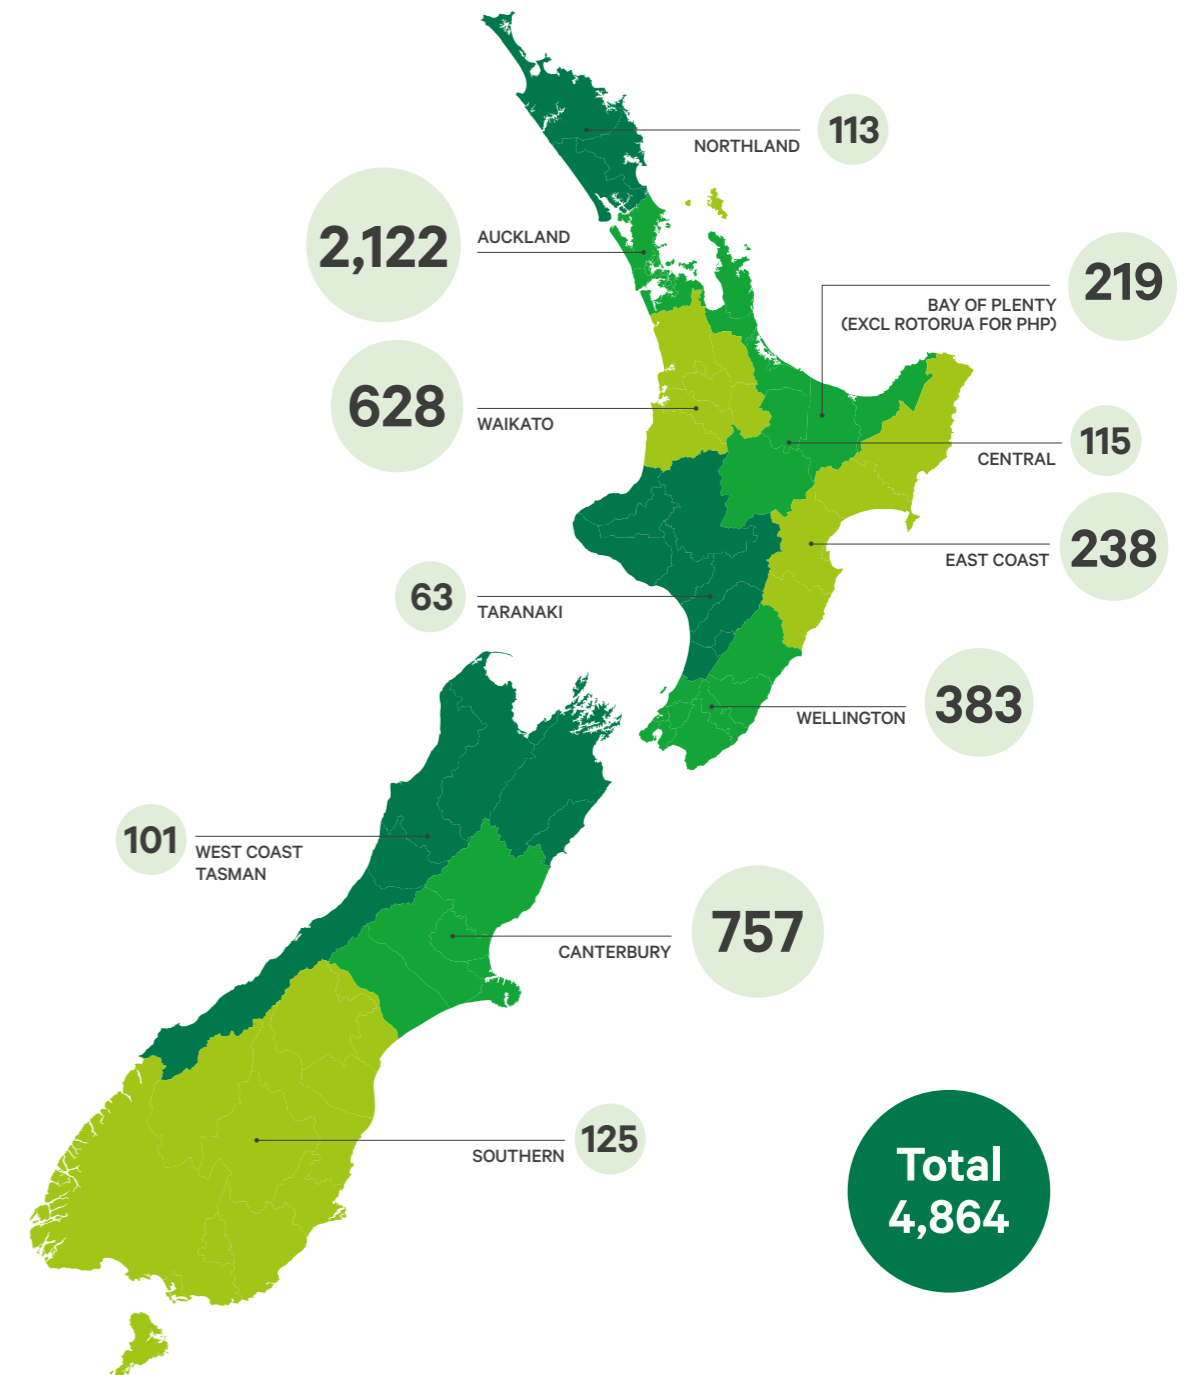 113
NORTHLAND
2,122
AUCKLAND
219
BAY OF PLENTY
(EXCL ROTORUA FOR PHP)
628
WAIKATO
115
CENTRAL
238
EAST COAST
63
TARANAKI
383
WELLINGTON
101
WEST COAST
TASMAN
757
CANTERBURY
125
SOUTHERN
Total
4,864